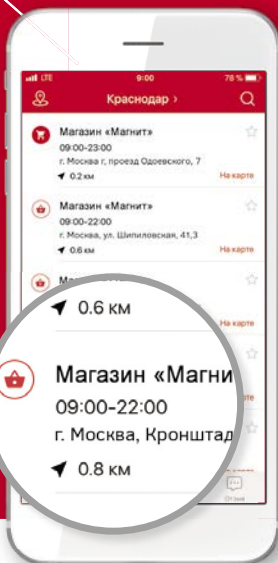 LTE
9:00
78 %
Краснодар ›
Магазин «Магнит»
09:00-23:00
г. Москва г, проезд Одоевского, 7
0.2 км
На карте
Магазин «Магнит»
09:00-22:00
г. Москва, ул. Шипиловская, 41,3
0.6 км
На карте
0.6 км
На карте
Магазин «Магни
09:00-22:00
г. Москва, Кронштад
0.8 км